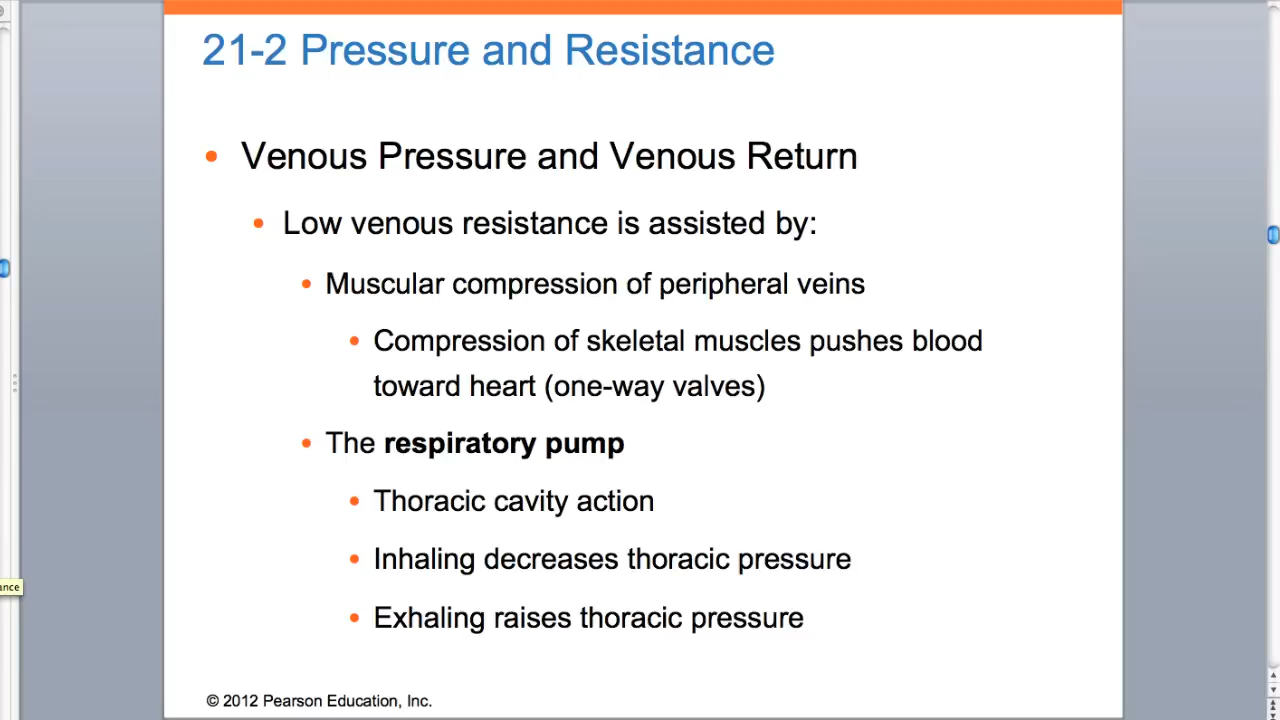 21-2 Pressure and Resistance
• Venous Pressure and Venous Return
• Low venous resistance is assisted by:
• Muscular compression of peripheral veins
• Compression of skeletal muscles pushes blood
toward heart (one-way valves)
• The respiratory pump
• Thoracic cavity action
• Inhaling decreases thoracic pressure
ance
• Exhaling raises thoracic pressure
© 2012 Pearson Education, Inc.